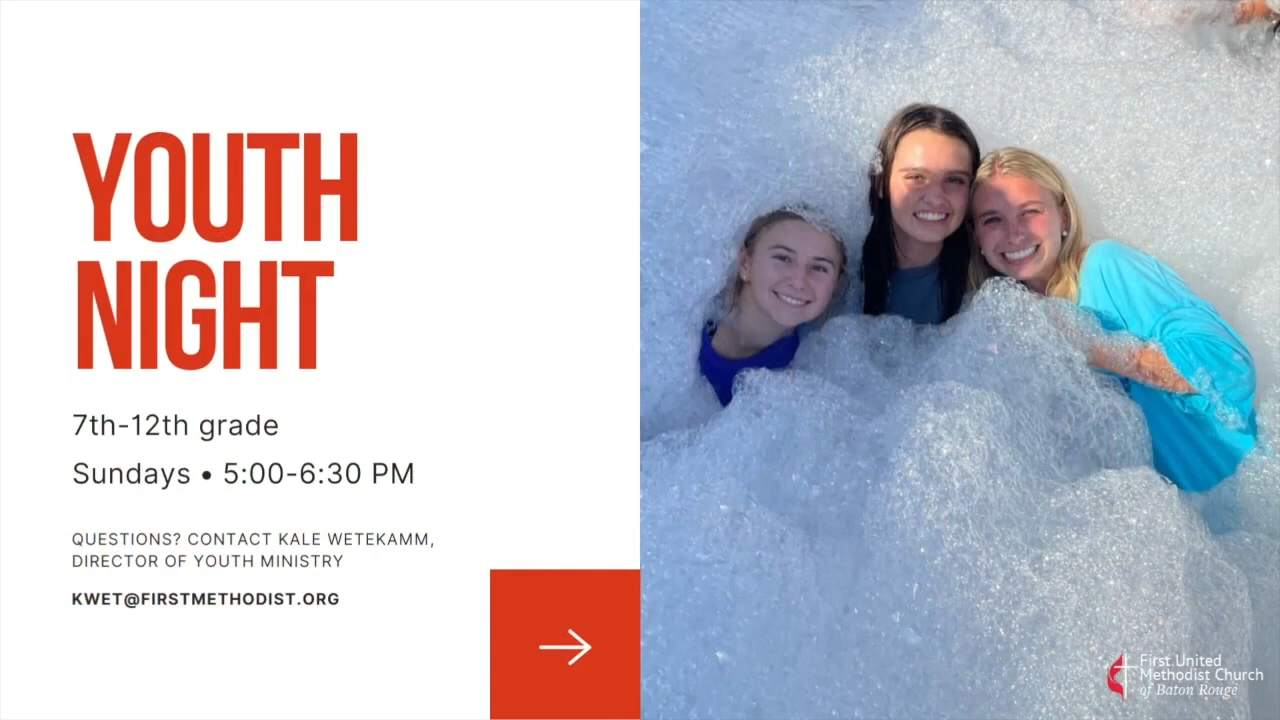 YOUTH
NIGHT
7th-12th grade
Sundays • 5:00-6:30 PM
QUESTIONS? CONTACT KALE WETEKAMM,
DIRECTOR OF YOUTH MINISTRY
KWET@FIRSTMETHODIST.ORG
First United
Methodist Church
of Baton Rouge